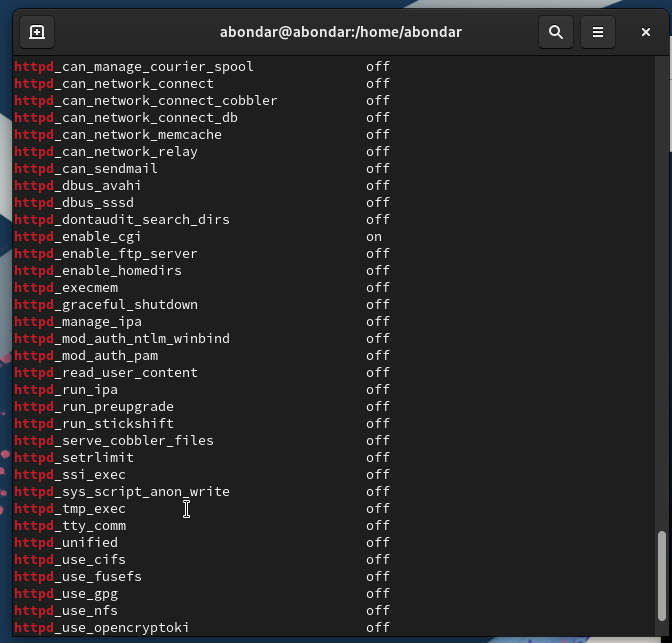 abondar@abondar:/home/abondar
httpd_can_manage_courier_spool off
httpd_can_network_connect off
httpd_can_network_connect_cobbler off
httpd_can_network_connect_db off
httpd_can_network_memcache off
httpd_can_network_relay off
httpd_can_sendmail off
httpd_dbus_avahi off
httpd_dbus_sssd off
httpd_dontaudit_search_dirs off
httpd_enable_cgi on
httpd_enable_ftp_server off
httpd_enable_homedirs off
httpd_execmem off
httpd_graceful_shutdown off
httpd_manage_ipa off
httpd_mod_auth_ntlm_winbind off
httpd_mod_auth_pam off
httpd_read_user_content off
httpd_run_ipa off
httpd_run_preupgrade off
httpd_run_stickshift off
httpd_serve_cobbler_files off
httpd_setrlimit off
httpd_ssi_exec off
httpd_sys_script_anon_write off
httpd_tmp_exec off
httpd_tty_comm off
httpd_unified off
httpd_use_cifs off
httpd_use_fusefs off
httpd_use_gpg off
httpd_use_nfs off
httpd_use_opencryptoki off